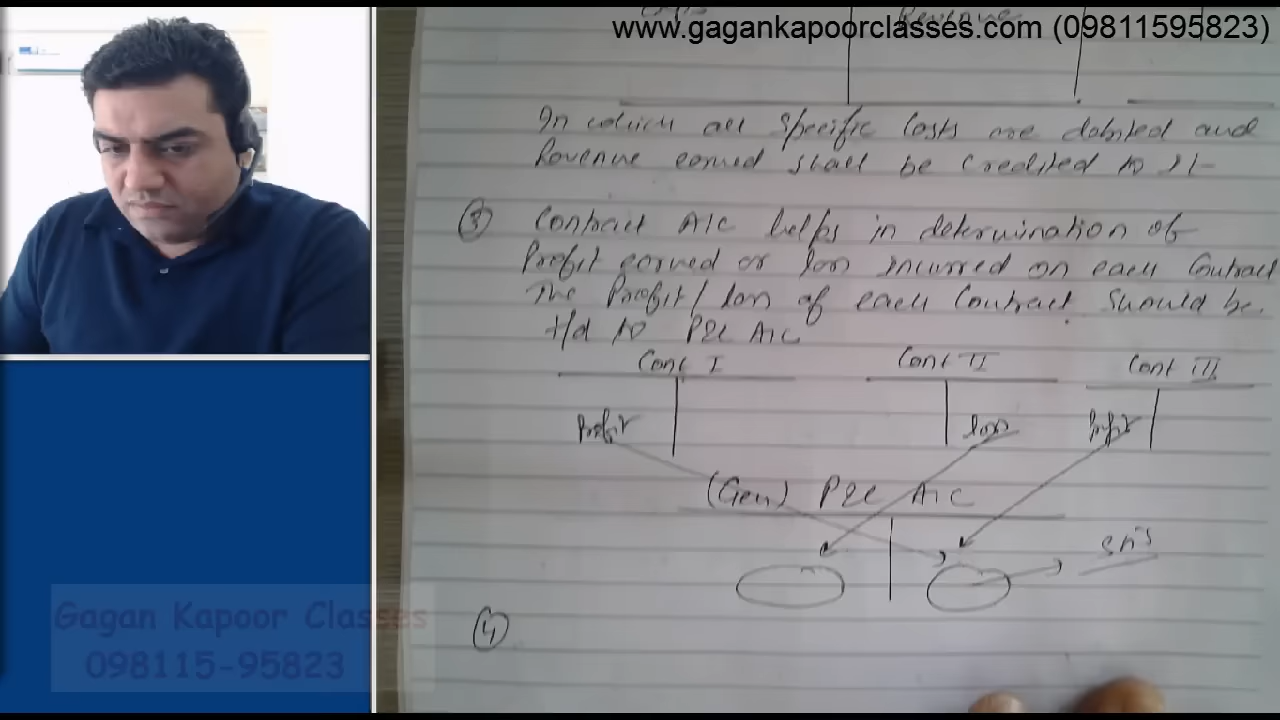 www.gagankapoorclasses.com (09811595823)
Revenue
In which all Specific Costs are debited and
Revenue earned shall be Credited to it
③ Contract A/C helps in determination of
Profit earned or loss incurred on each Contract
The Profit/loss of each Contract Should be
t/d to P&L A/C
Cont I Cont II Cont III
Profit loss Profit
(Gen) P&L A/C
④
Gagan Kapoor Classes
098115-95823